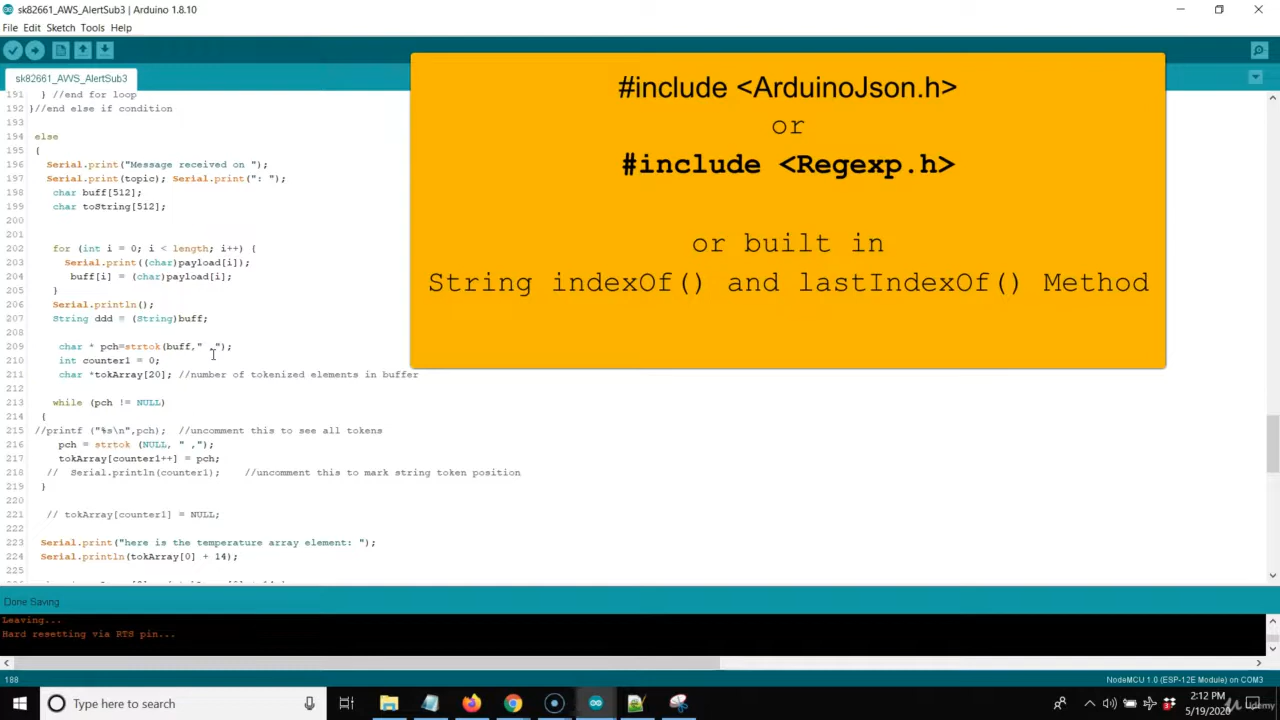 sk82661_AWS_AlertSub3 | Arduino 1.8.10
File Edit Sketch Tools Help
sk82661_AWS_AlertSub3
#include <ArduinoJson.h>
or
#include <Regexp.h>
or built in
String indexOf() and lastIndexOf() Method
191 } //end for loop
192 }//end else if condition
193
194 else
195 {
196 Serial.print("Message received on ");
197 Serial.print(topic); Serial.print(": ");
198 char buff[512];
199 char toString[512];
200
201
202 for (int i = 0; i < length; i++) {
203 Serial.print((char)payload[i]);
204 buff[i] = (char)payload[i];
205 }
206 Serial.println();
207 String ddd = (String)buff;
208
209 char * pch=strtok(buff," ,");
210 int counter1 = 0;
211 char *tokArray[20]; //number of tokenized elements in buffer
212
213 while (pch != NULL)
214 {
215 //printf ("%s\n",pch); //uncomment this to see all tokens
216 pch = strtok (NULL, " ,");
217 tokArray[counter1++] = pch;
218 // Serial.println(counter1); //uncomment this to mark string token position
219 }
220
221 // tokArray[counter1] = NULL;
222
223 Serial.print("here is the temperature array element: ");
224 Serial.println(tokArray[0] + 14);
225
Done Saving
Leaving...
Hard resetting via RTS pin...
188
NodeMCU 1.0 (ESP-12E Module) on COM3
Type here to search
2:12 PM
5/19/2020
Udemy